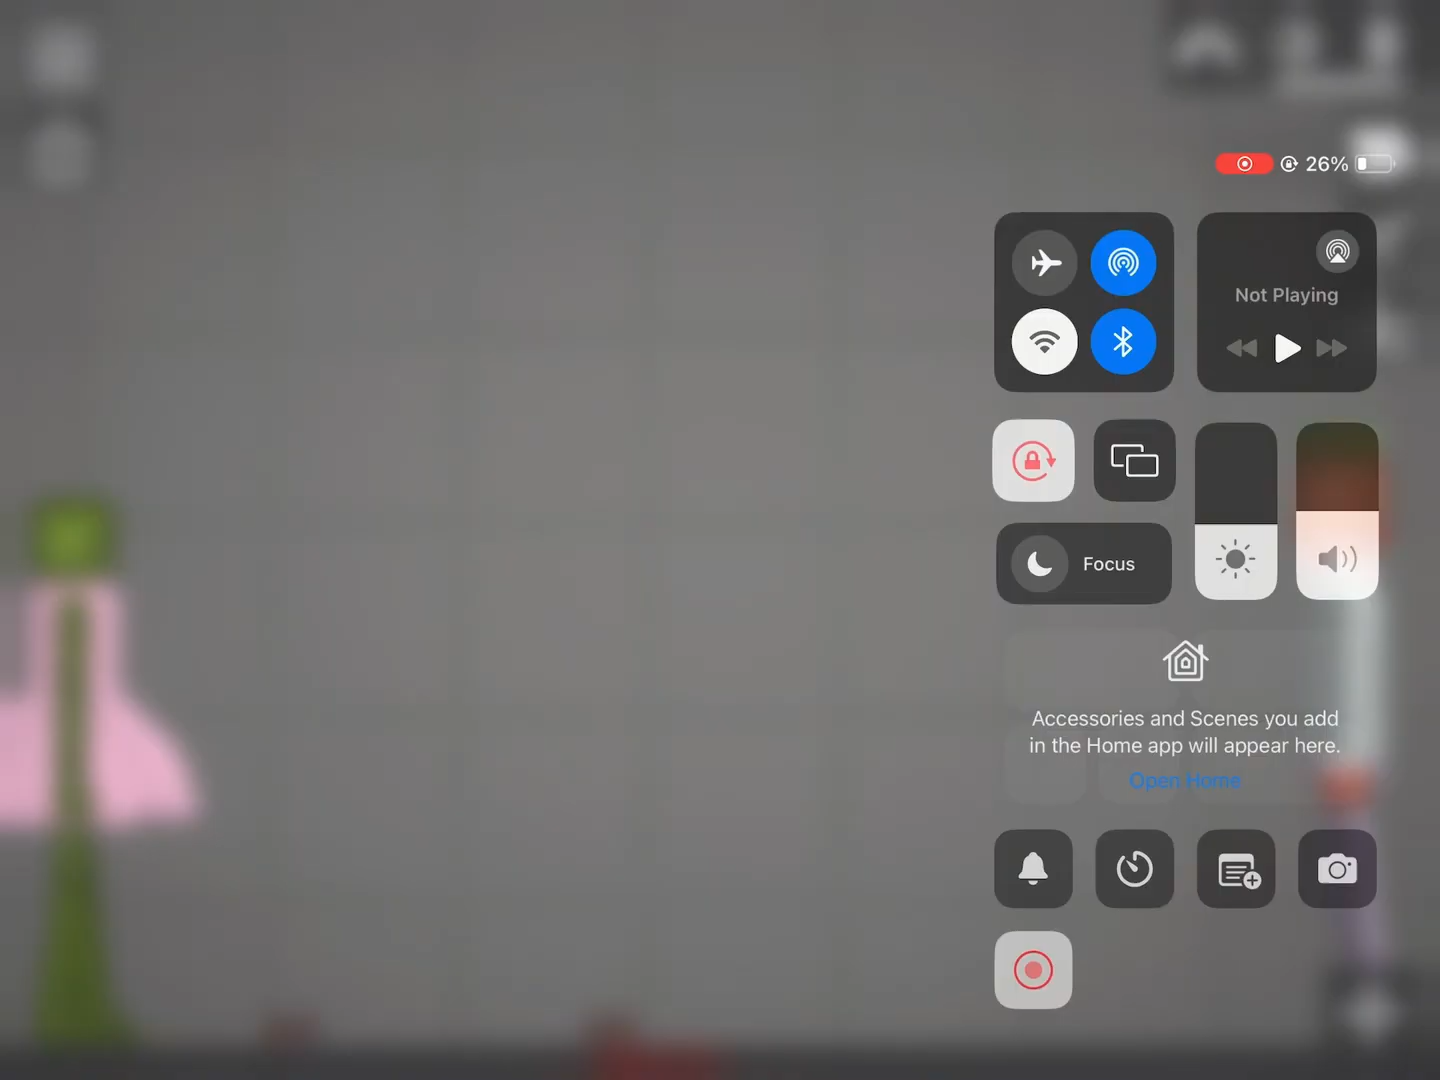 26%
Not Playing
Focus
Accessories and Scenes you add
in the Home app will appear here.
Open Home